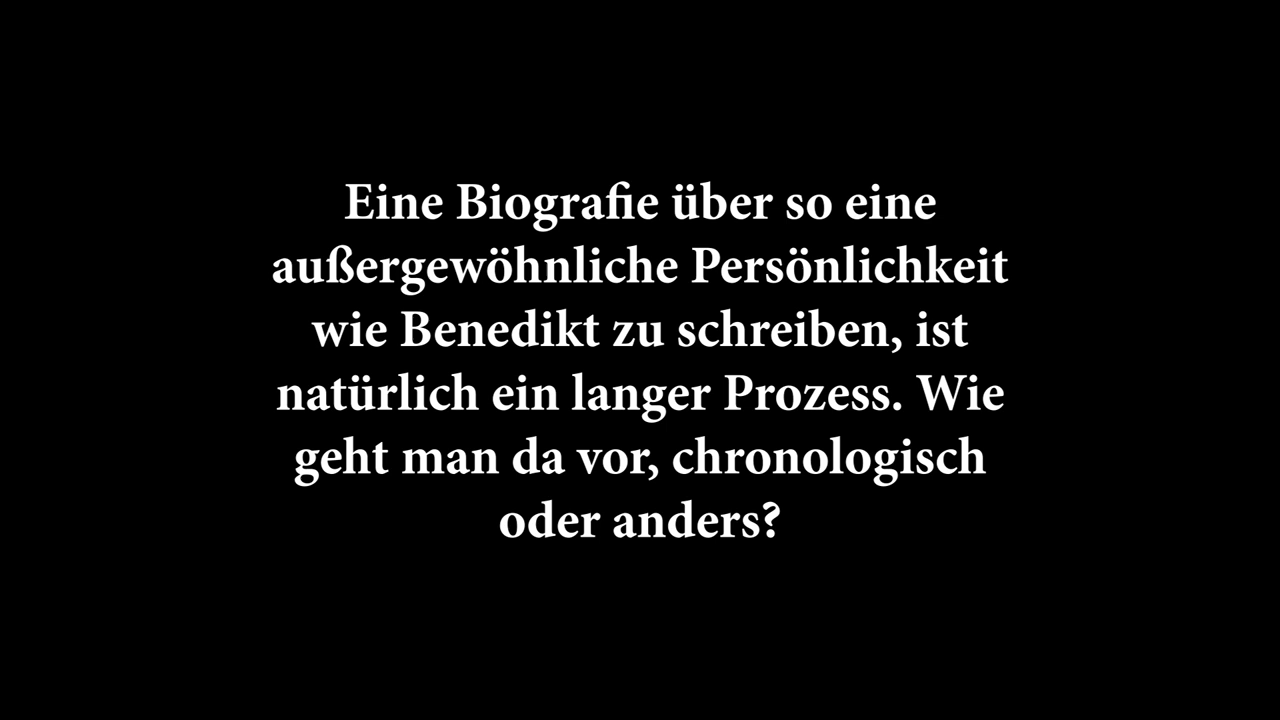 Eine Biografie über so eine
außergewöhnliche Persönlichkeit
wie Benedikt zu schreiben, ist
natürlich ein langer Prozess. Wie
geht man da vor, chronologisch
oder anders?